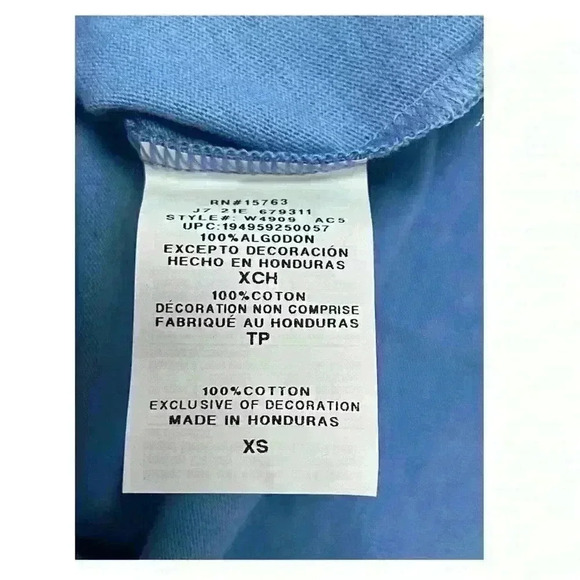 RN#15763
J7 21E 679311
STYLE#: W4909 AC5
UPC:194959250057
100%ALGODON
EXCEPTO DECORACIÓN
HECHO EN HONDURAS
XCH
100%COTON
DÉCORATION NON COMPRISE
FABRIQUÉ AU HONDURAS
TP
100%COTTON
EXCLUSIVE OF DECORATION
MADE IN HONDURAS
XS